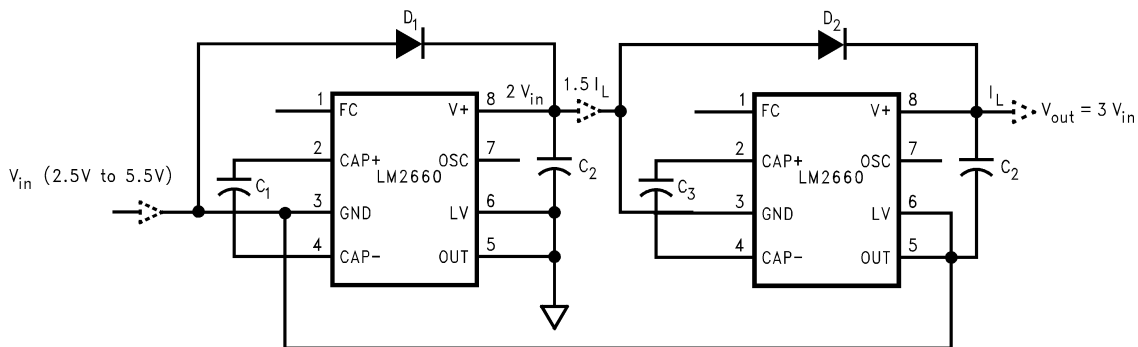 D1
D2
Vin (2.5V to 5.5V)
C1
1 FC
2 CAP+
3 GND
4 CAP-
LM2660
V+ 8
OSC 7
LV 6
OUT 5
2 Vin
1.5 IL
C2
C3
1 FC
2 CAP+
3 GND
4 CAP-
LM2660
V+ 8
OSC 7
LV 6
OUT 5
IL
Vout = 3 Vin
C2